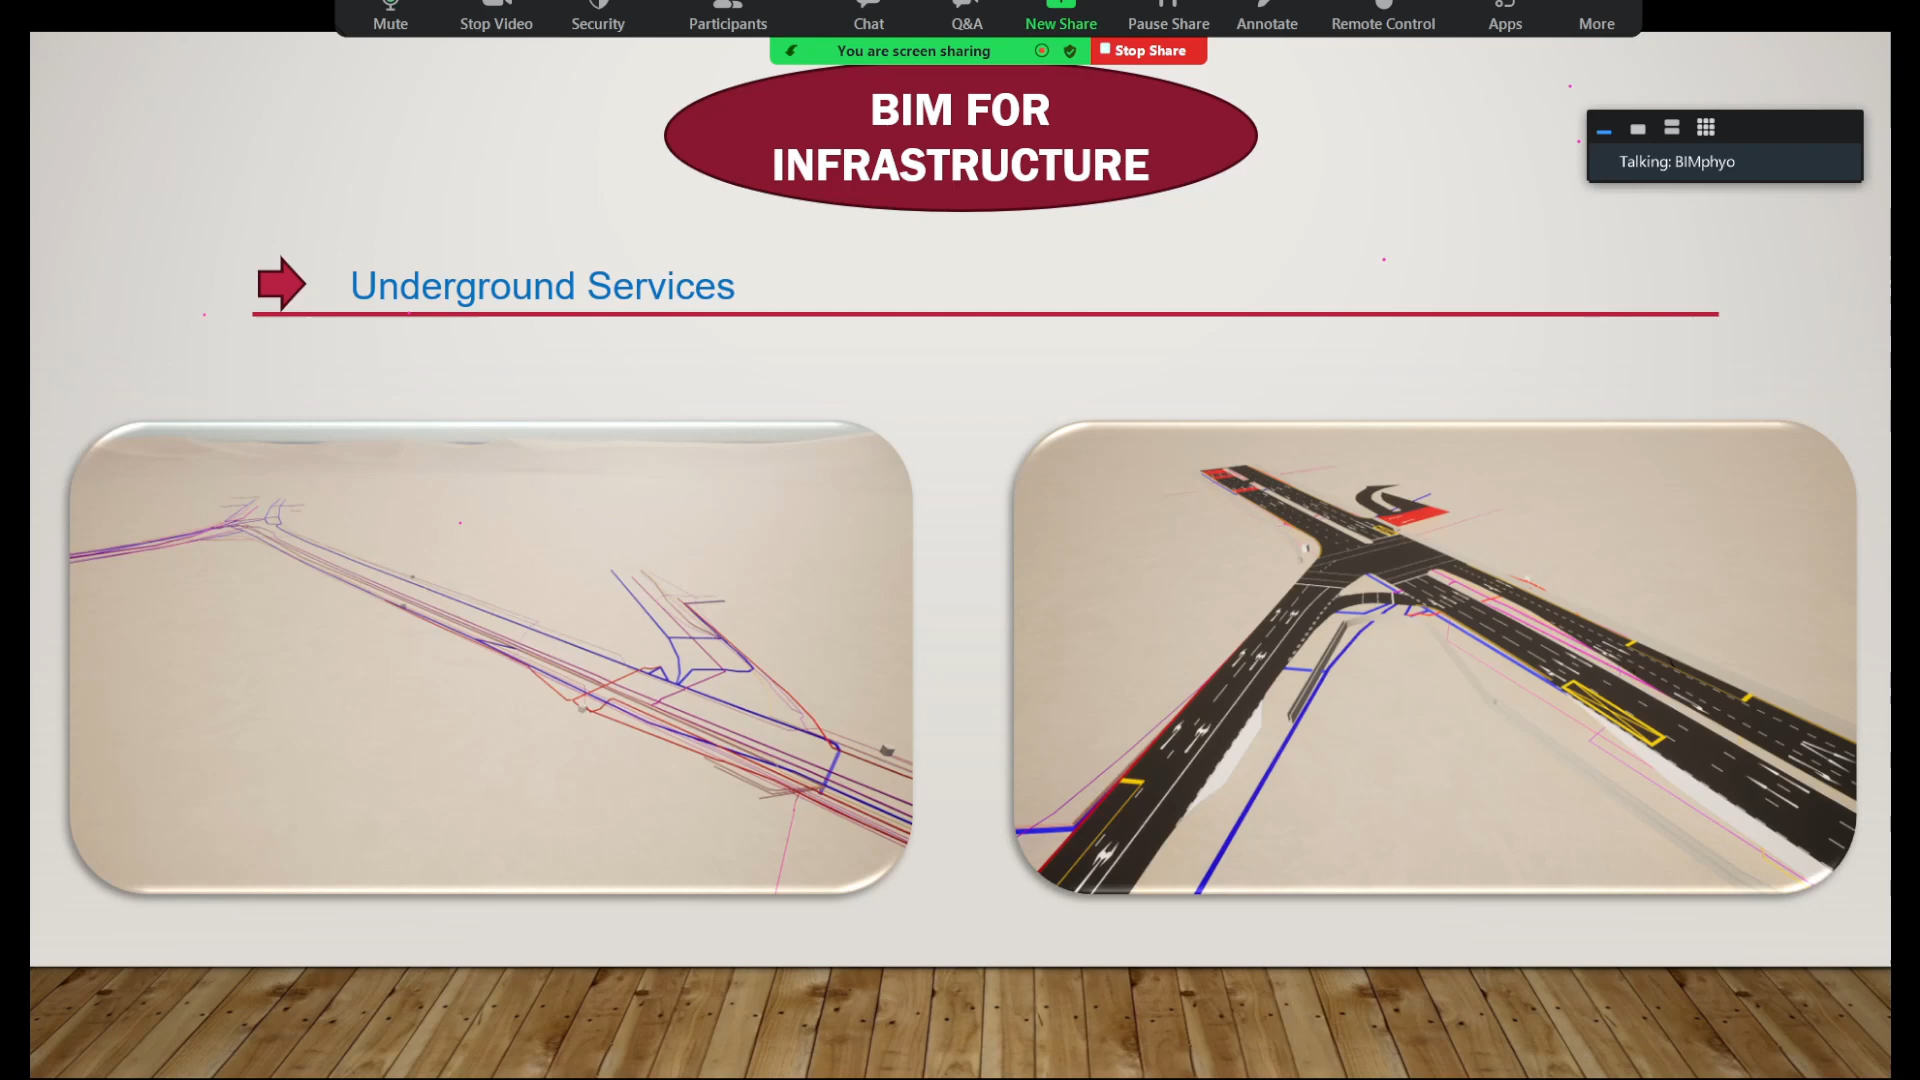 Mute Stop Video Security Participants Chat Q&A New Share Pause Share Annotate Remote Control Apps More
You are screen sharing Stop Share
BIM FOR
INFRASTRUCTURE
Talking: BIMphyo
Underground Services